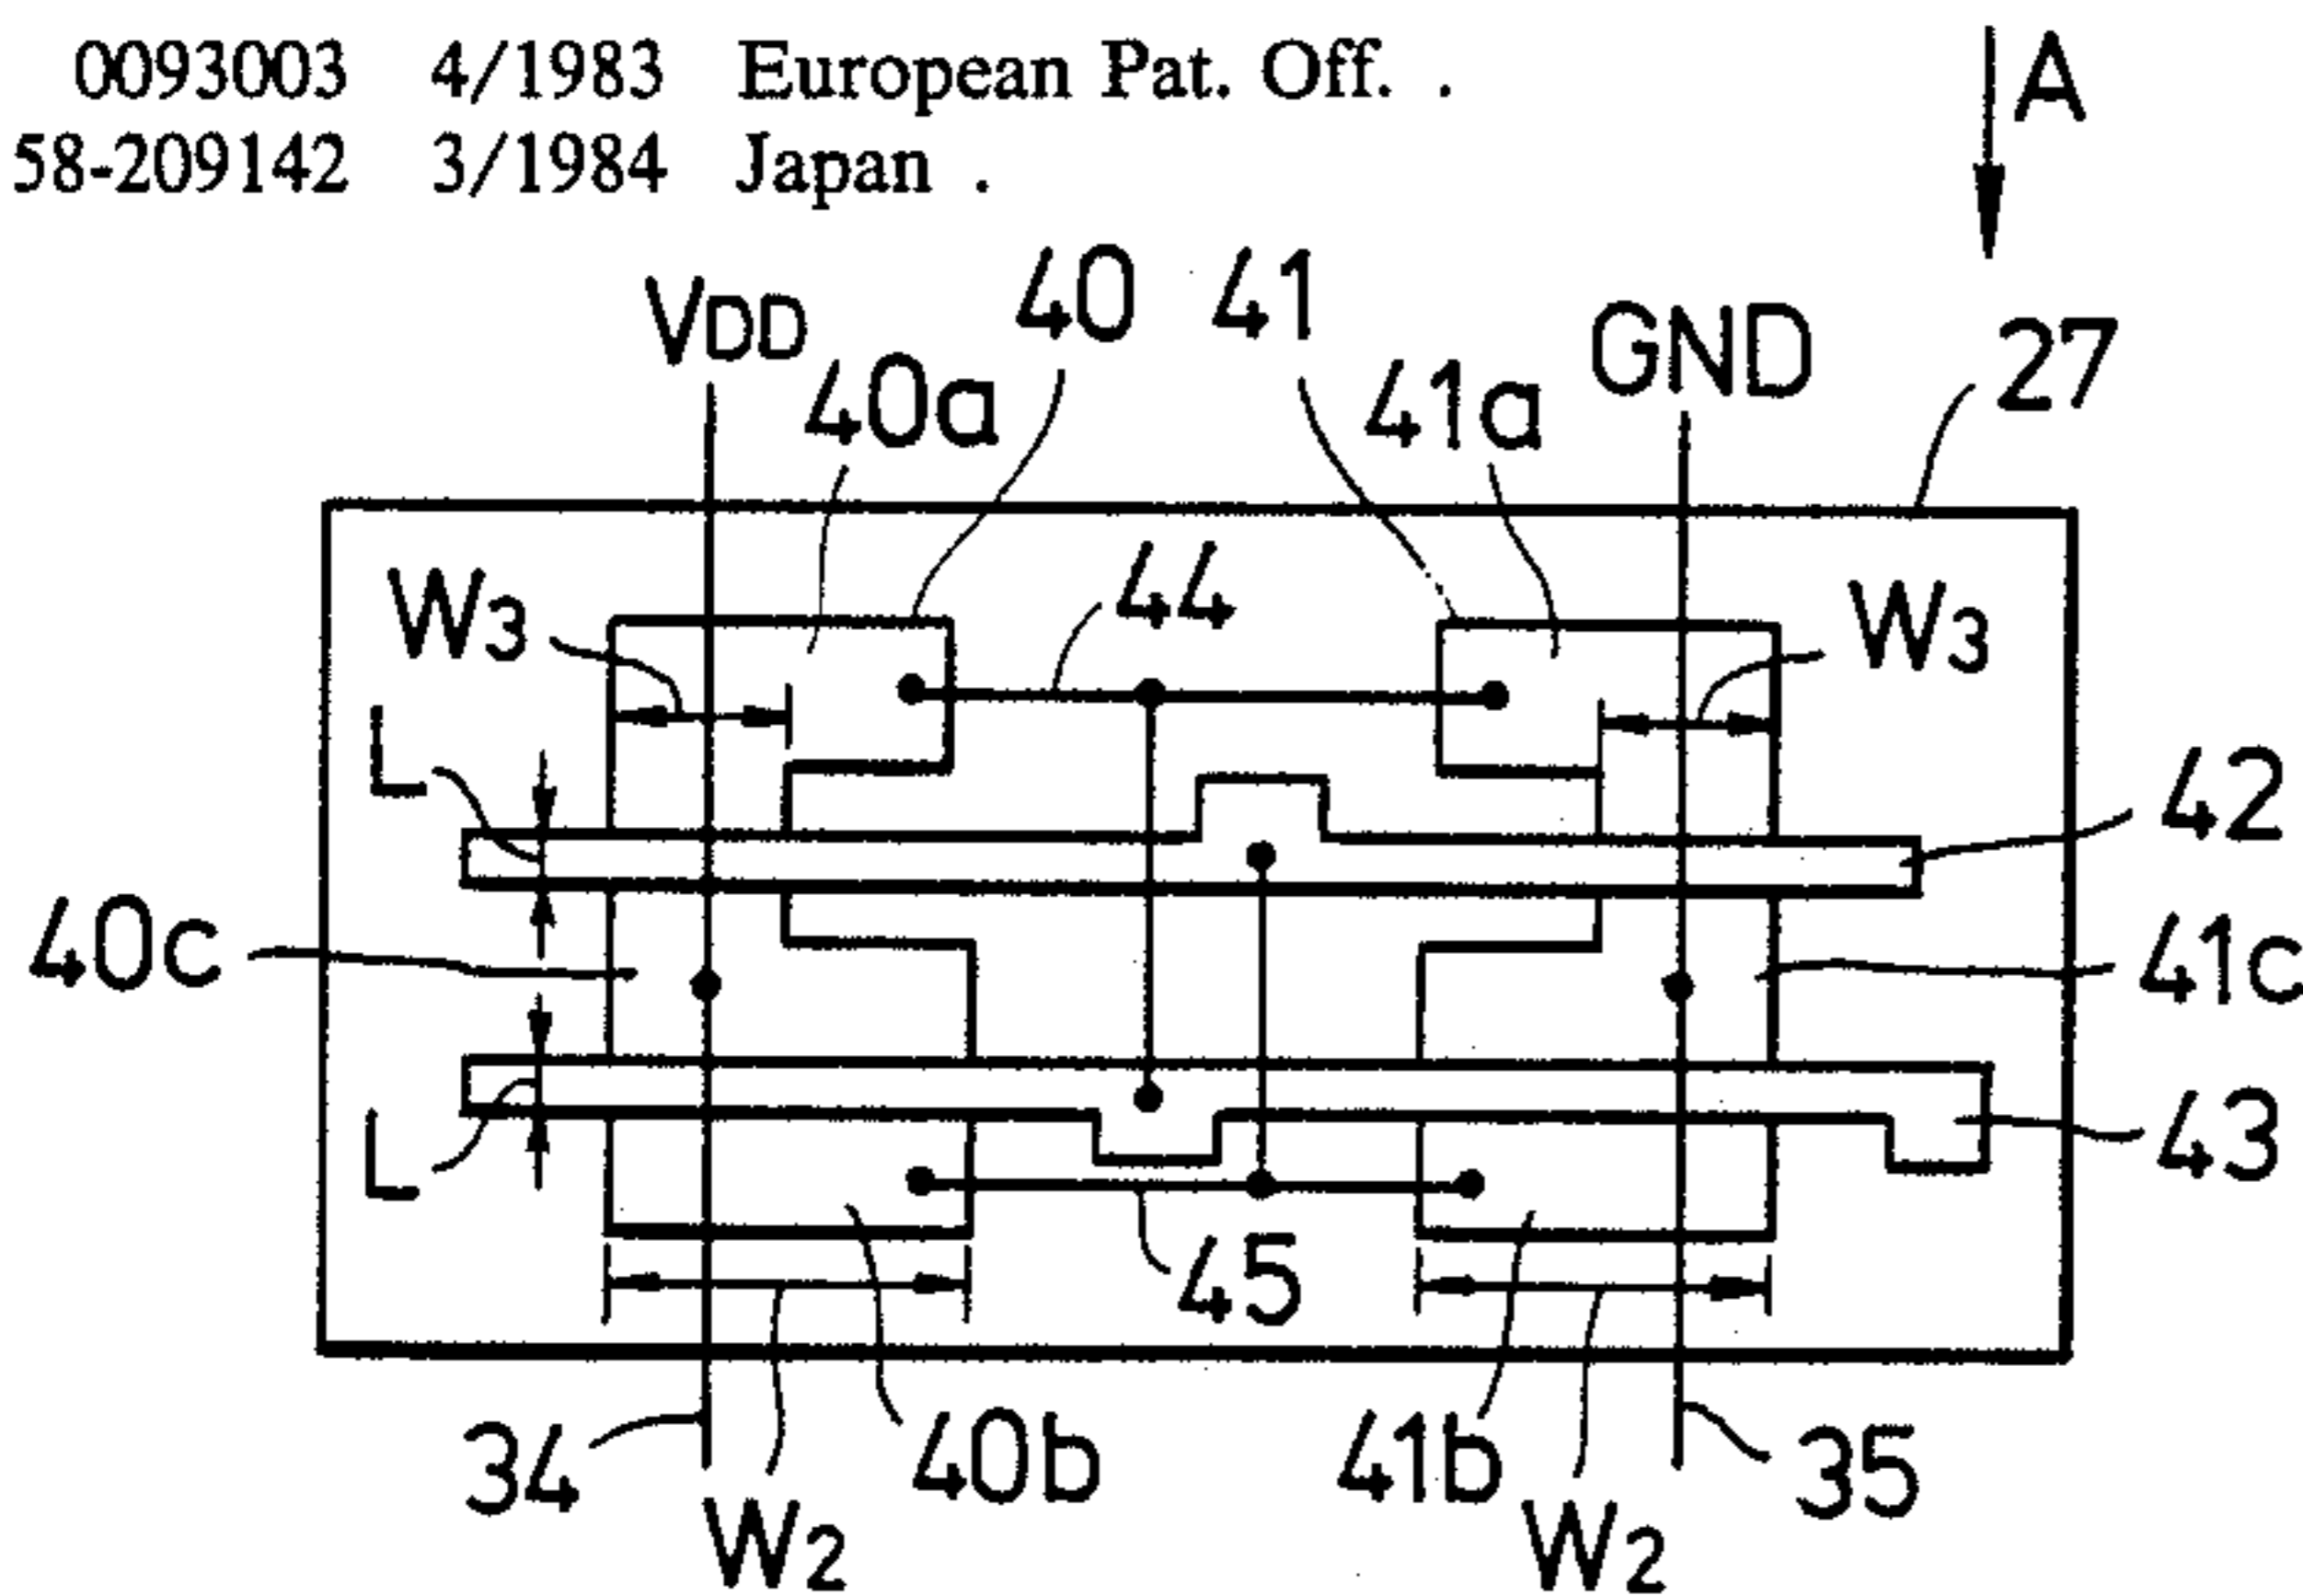 0093003 4/1983 European Pat. Off. .
58-209142 3/1984 Japan .
A
VDD
40
41
GND
27
40a
41a
W3
44
W3
L
42
40c
41c
L
43
45
34
40b
41b
35
W2
W2